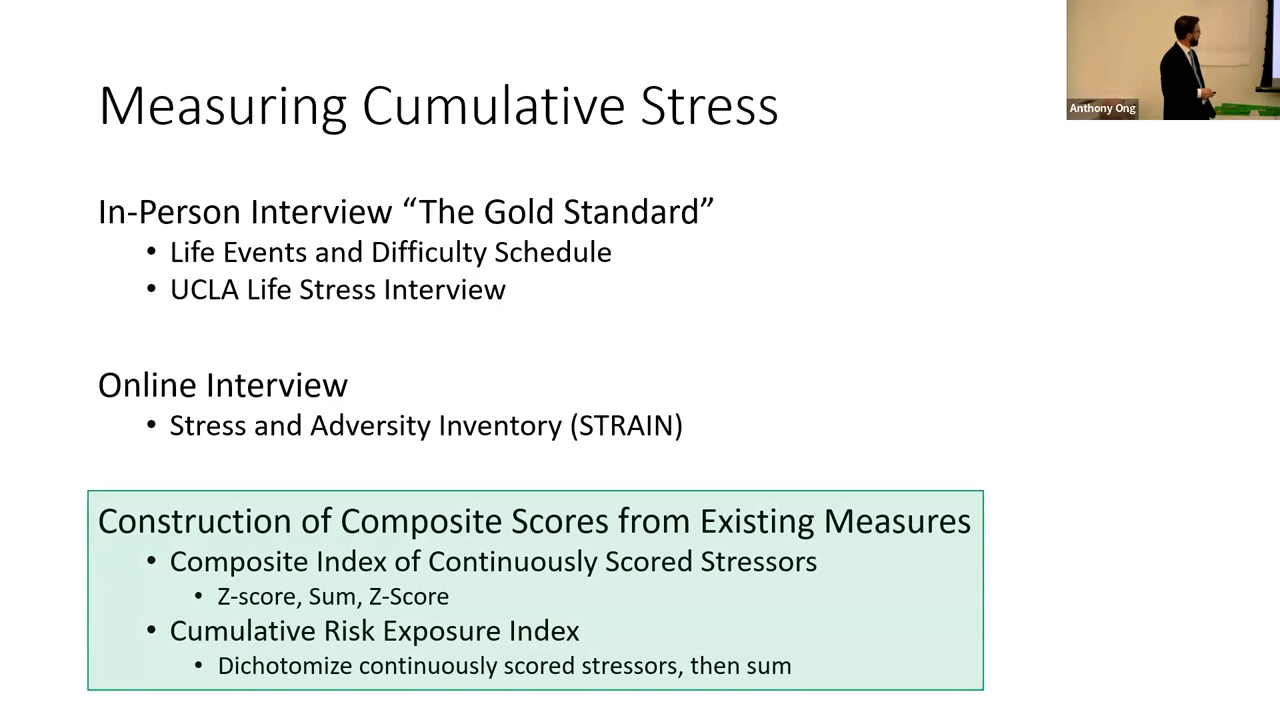 Measuring Cumulative Stress
Anthony Ong
In-Person Interview “The Gold Standard”
• Life Events and Difficulty Schedule
• UCLA Life Stress Interview
Online Interview
• Stress and Adversity Inventory (STRAIN)
Construction of Composite Scores from Existing Measures
• Composite Index of Continuously Scored Stressors
• Z-score, Sum, Z-Score
• Cumulative Risk Exposure Index
• Dichotomize continuously scored stressors, then sum